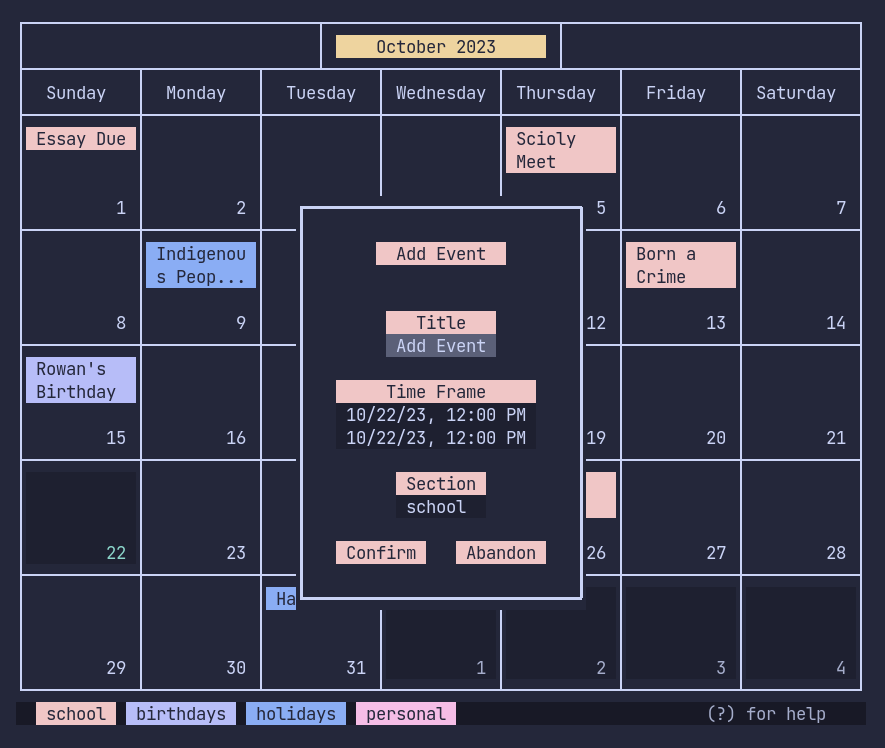 October 2023
Sunday Monday Tuesday Wednesday Thursday Friday Saturday
Essay Due Scioly
Meet
1 2 5 6 7
Indigenou Add Event Born a
s Peop... Crime
8 9 Title 12 13 14
Add Event
Rowan's Time Frame
Birthday 10/22/23, 12:00 PM
15 16 10/22/23, 12:00 PM 19 20 21
Section
school
22 23 Confirm Abandon 26 27 28
Ha
29 30 31 1 2 3 4
school birthdays holidays personal (?) for help